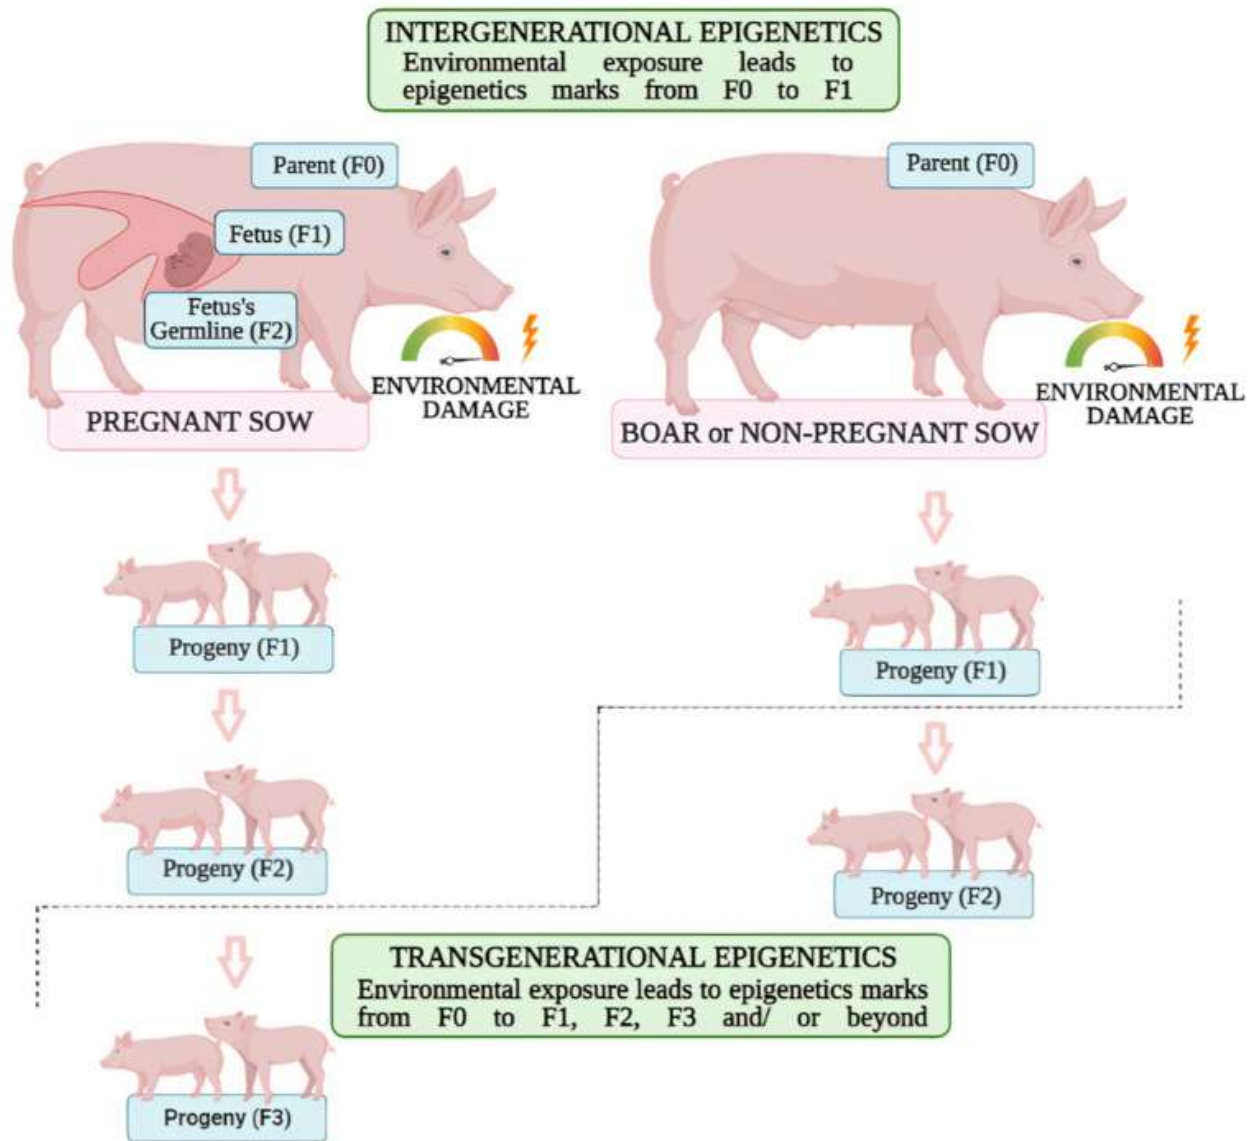 INTERGENERATIONAL EPIGENETICS
Environmental exposure leads to
epigenetics marks from F0 to F1
Parent (F0)
Fetus (F1)
Fetus's
Germline (F2)
ENVIRONMENTAL
DAMAGE
PREGNANT SOW
Parent (F0)
ENVIRONMENTAL
DAMAGE
BOAR or NON-PREGNANT SOW
Progeny (F1)
Progeny (F1)
Progeny (F2)
Progeny (F2)
TRANSGENERATIONAL EPIGENETICS
Environmental exposure leads to epigenetics marks
from F0 to F1, F2, F3 and/ or beyond
Progeny (F3)